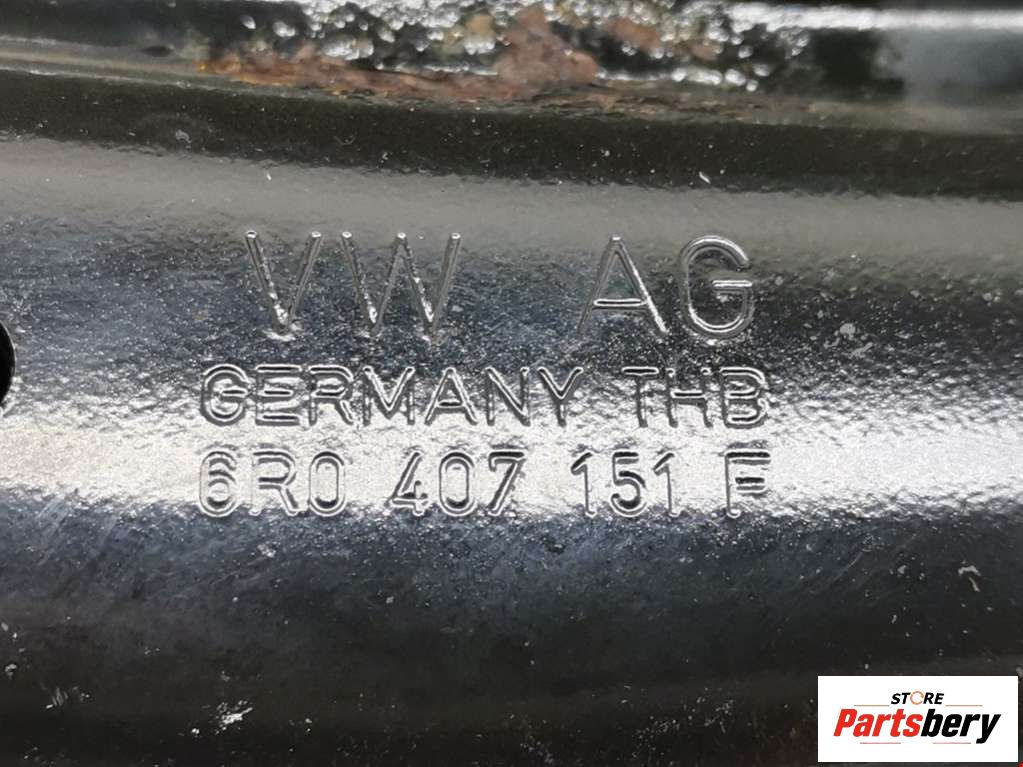 VW AG
GERMANY THB
6R0 407 151 F
STORE
Partsbery